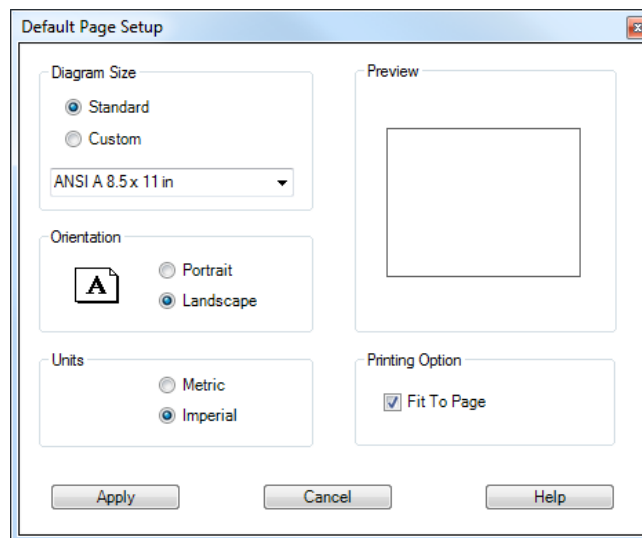 Default Page Setup
Diagram Size
Standard
Custom
ANSI A 8.5 x 11 in
Orientation
A
Portrait
Landscape
Units
Metric
Imperial
Preview
Printing Option
Fit To Page
Apply
Cancel
Help